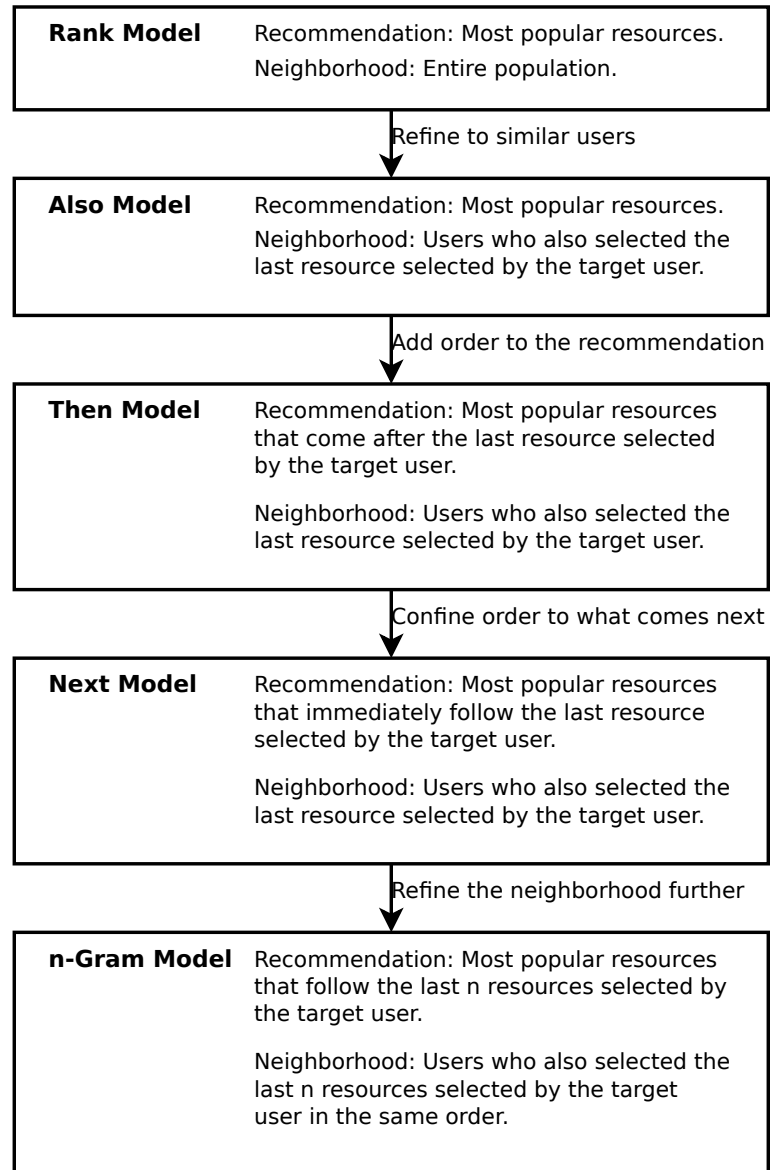 Rank Model Recommendation: Most popular resources.
Neighborhood: Entire population.
Refine to similar users
Also Model Recommendation: Most popular resources.
Neighborhood: Users who also selected the
last resource selected by the target user.
Add order to the recommendation
Then Model Recommendation: Most popular resources
that come after the last resource selected
by the target user.
Neighborhood: Users who also selected the
last resource selected by the target user.
Confine order to what comes next
Next Model Recommendation: Most popular resources
that immediately follow the last resource
selected by the target user.
Neighborhood: Users who also selected the
last resource selected by the target user.
Refine the neighborhood further
n-Gram Model Recommendation: Most popular resources
that follow the last n resources selected by
the target user.
Neighborhood: Users who also selected the
last n resources selected by the target
user in the same order.